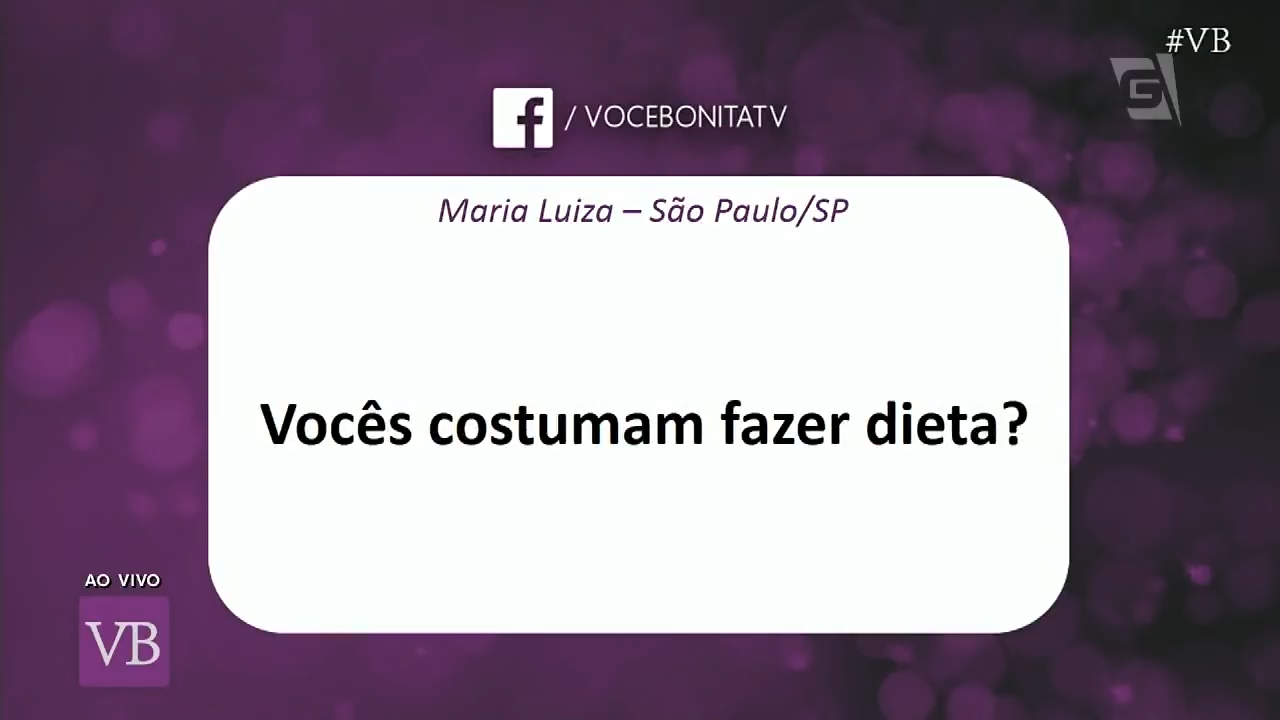 #VB
f / VOCEBONITATV
Maria Luiza – São Paulo/SP
Vocês costumam fazer dieta?
AO VIVO
VB